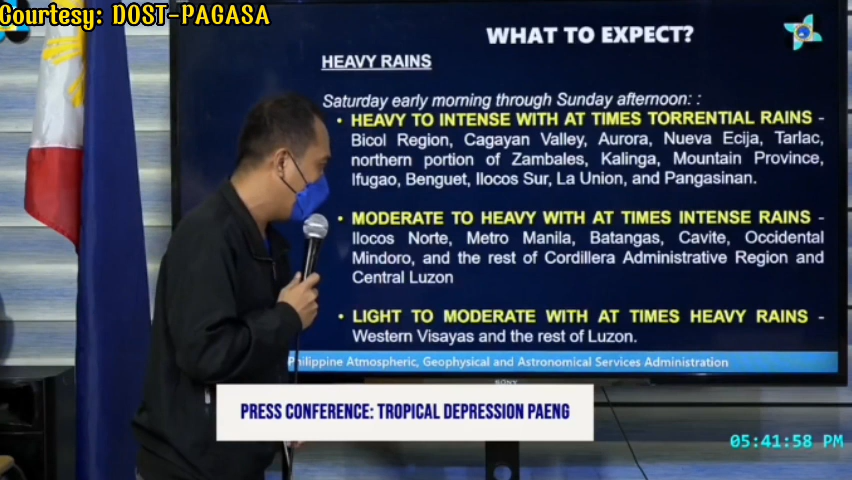 Courtesy: DOST-PAGASA
WHAT TO EXPECT?
HEAVY RAINS
Saturday early morning through Sunday afternoon: :
• HEAVY TO INTENSE WITH AT TIMES TORRENTIAL RAINS -
Bicol Region, Cagayan Valley, Aurora, Nueva Ecija, Tarlac,
northern portion of Zambales, Kalinga, Mountain Province,
Ifugao, Benguet, Ilocos Sur, La Union, and Pangasinan.
• MODERATE TO HEAVY WITH AT TIMES INTENSE RAINS -
Ilocos Norte, Metro Manila, Batangas, Cavite, Occidental
Mindoro, and the rest of Cordillera Administrative Region and
Central Luzon
• LIGHT TO MODERATE WITH AT TIMES HEAVY RAINS -
Western Visayas and the rest of Luzon.
Philippine Atmospheric, Geophysical and Astronomical Services Administration
SONY
PRESS CONFERENCE: TROPICAL DEPRESSION PAENG
05:41:58 PM